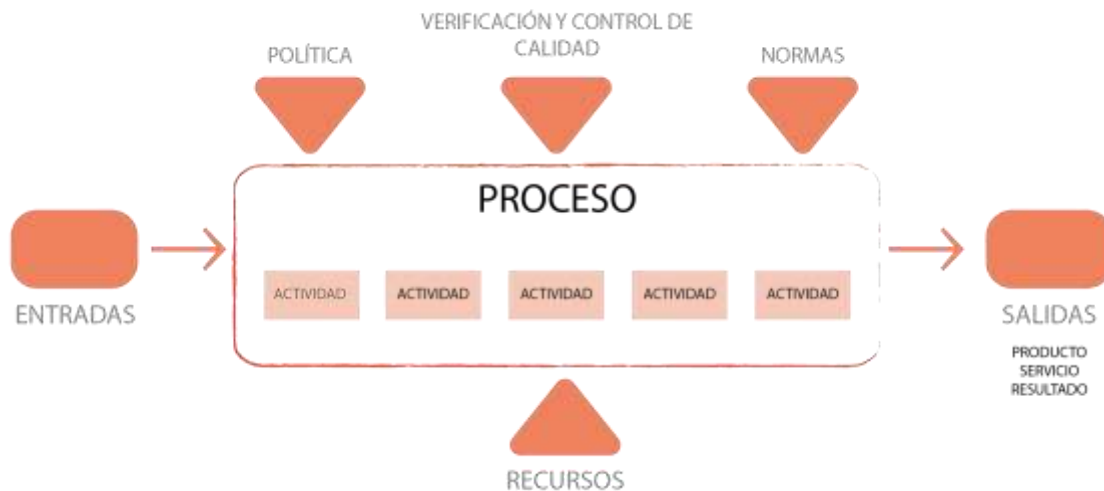 VERIFICACIÓN Y CONTROL DE
CALIDAD
POLÍTICA
NORMAS
PROCESO
ACTIVIDAD
ACTIVIDAD
ACTIVIDAD
ACTIVIDAD
ACTIVIDAD
ENTRADAS
SALIDAS
PRODUCTO
SERVICIO
RESULTADO
RECURSOS